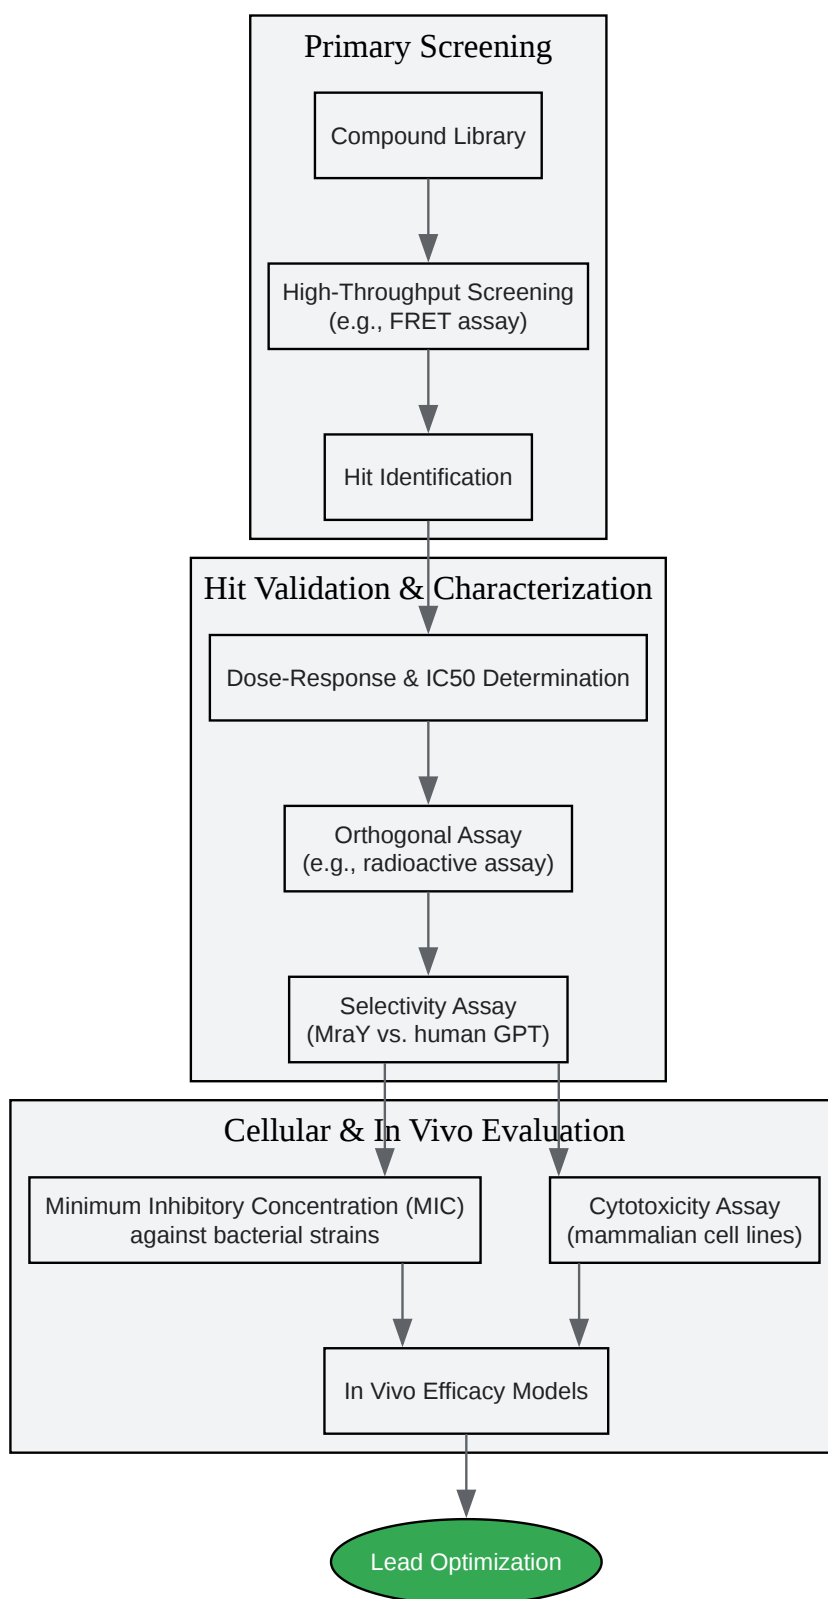 Primary Screening
Compound Library
High-Throughput Screening
(e.g., FRET assay)
Hit Identification
Hit Validation & Characterization
Dose-Response & IC50 Determination
Orthogonal Assay
(e.g., radioactive assay)
Selectivity Assay
(MraY vs. human GPT)
Cellular & In Vivo Evaluation
Minimum Inhibitory Concentration (MIC)
against bacterial strains
Cytotoxicity Assay
(mammalian cell lines)
In Vivo Efficacy Models
Lead Optimization